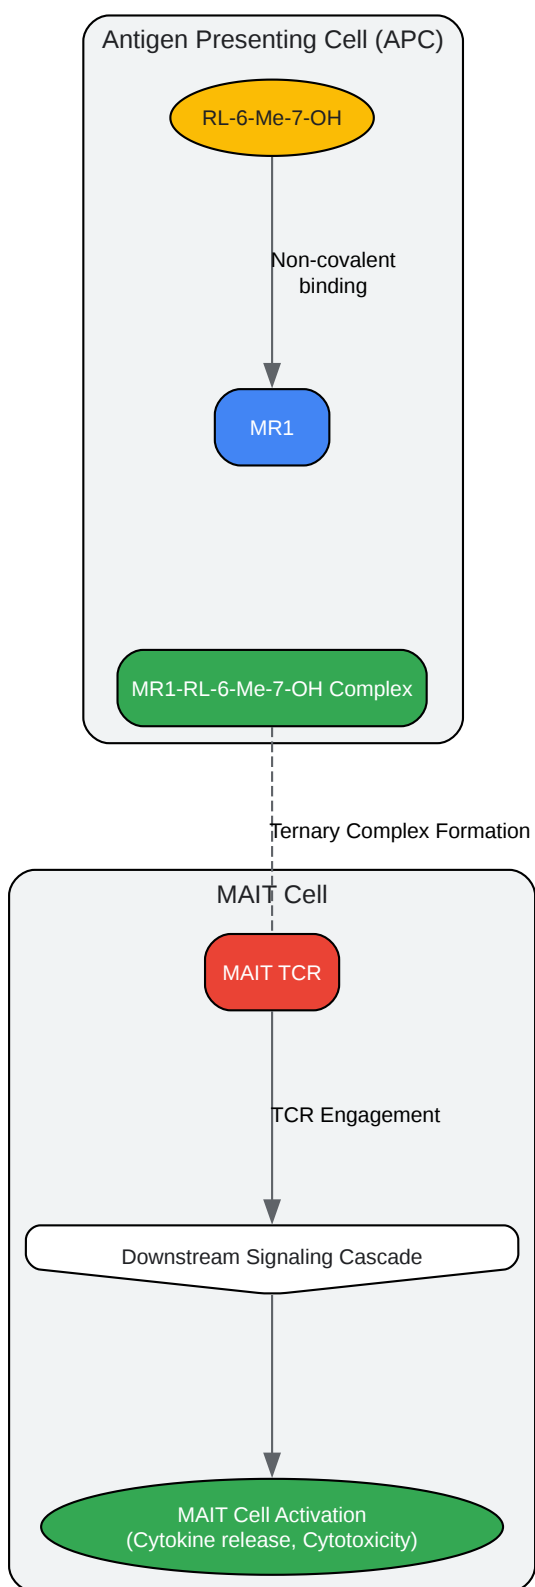 Antigen Presenting Cell (APC)
RL-6-Me-7-OH
Non-covalent
binding
MR1
MR1-RL-6-Me-7-OH Complex
Ternary Complex Formation
MAIT Cell
MAIT TCR
TCR Engagement
Downstream Signaling Cascade
MAIT Cell Activation
(Cytokine release, Cytotoxicity)